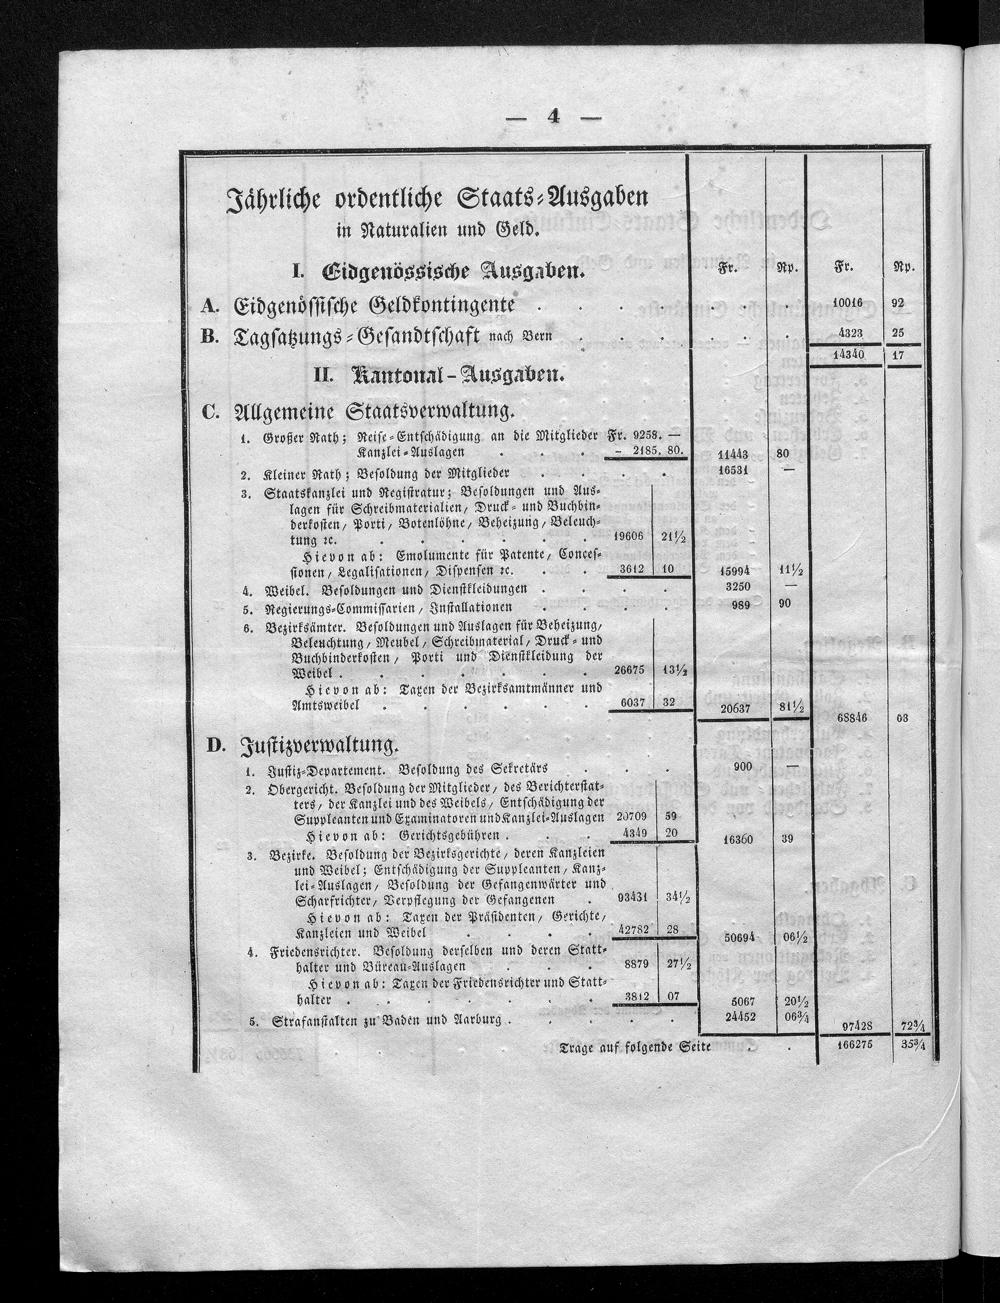 — 4 —
Jährliche ordentliche Staats-Ausgaben
in Naturalien und Geld.
I. Eidgenössische Ausgaben. Fr. Rp. Fr. Rp.
A. Eidgenössische Geldkontingente . . . . . . 10016 92
B. Tagsatzungs-Gesandtschaft nach Bern . . . . . 4323 25
14340 17
II. Kantonal-Ausgaben.
C. Allgemeine Staatsverwaltung.
1. Großer Rath; Reise-Entschädigung an die Mitglieder Fr. 9258. —
Kanzlei-Auslagen . – 2185. 80. 11443 80
2. Kleiner Rath; Besoldung der Mitglieder . . . . 16531 —
3. Staatskanzlei und Registratur; Besoldungen und Aus-
lagen für Schreibmaterialien, Druck- und Buchbin-
derkosten, Porti, Botenlöhne, Beheizung, Beleuch-
tung ꝛc. . . . . . . 19606 21½
Hievon ab: Emolumente für Patente, Conces-
sionen, Legalisationen, Dispensen ꝛc. . . 3612 10 15994 11½
4. Weibel. Besoldungen und Dienstkleidungen . . . . 3250 —
5. Regierungs-Commissarien, Installationen 989 90
6. Bezirksämter. Besoldungen und Auslagen für Beheizung,
Beleuchtung, Meubel, Schreibmaterial, Druck- und
Buchbinderkosten, Porti und Dienstkleidung der
Weibel . . . . . . . 26675 13½
Hievon ab: Taxen der Bezirksamtmänner und
Amtsweibel . . . . . . 6037 32 20637 81½
68846 63
D. Justizverwaltung.
1. Justiz-Departement. Besoldung des Sekretärs . . . 900 —
2. Obergericht. Besoldung der Mitglieder, des Berichterstat-
ters, der Kanzlei und des Weibels, Entschädigung der
Suppleanten und Examinatoren und Kanzlei-Auslagen 20709 59
Hievon ab: Gerichtsgebühren . . . 4349 20 16360 39
3. Bezirke. Besoldung der Bezirksgerichte, deren Kanzleien
und Weibel; Entschädigung der Suppleanten, Kanz-
lei-Auslagen, Besoldung der Gefangenwärter und
Scharfrichter, Verpflegung der Gefangenen . 93431 34½
Hievon ab: Taxen der Präsidenten, Gerichte,
Kanzleien und Weibel . . . . 42782 28 50694 06½
4. Friedensrichter. Besoldung derselben und deren Statt-
halter und Büreau-Auslagen . . . 8879 27½
Hievon ab: Taxen der Friedensrichter und Statt-
halter . . . . . . . 3812 07 5067 20½
5. Strafanstalten zu Baden und Aarburg . . . . . 24452 06¾
97428 72¾
Trage auf folgende Seite . . 166275 35¾